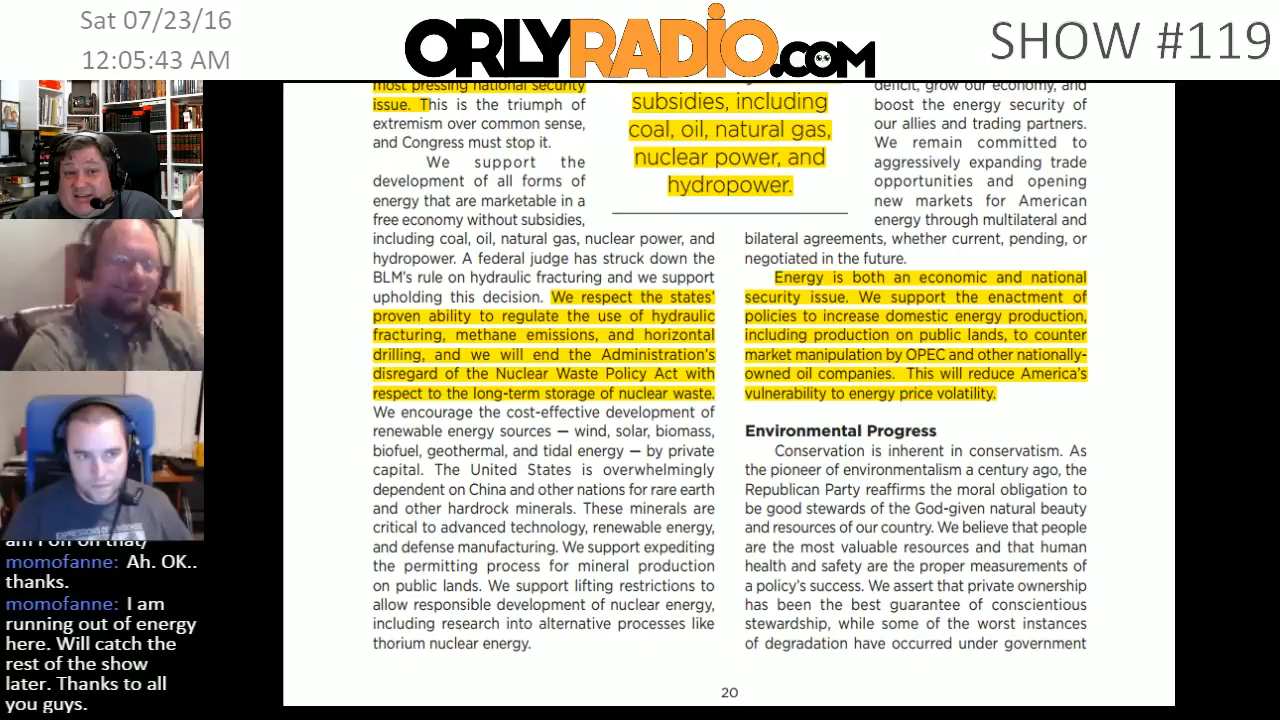 Sat 07/23/16
12:05:43 AM
ORLYRADIO.COM
SHOW #119
most pressing national security
issue. This is the triumph of
extremism over common sense,
and Congress must stop it.
We support the
development of all forms of
energy that are marketable in a
free economy without subsidies,
including coal, oil, natural gas, nuclear power, and
hydropower. A federal judge has struck down the
BLM's rule on hydraulic fracturing and we support
upholding this decision. We respect the states'
proven ability to regulate the use of hydraulic
fracturing, methane emissions, and horizontal
drilling, and we will end the Administration's
disregard of the Nuclear Waste Policy Act with
respect to the long-term storage of nuclear waste.
We encourage the cost-effective development of
renewable energy sources — wind, solar, biomass,
biofuel, geothermal, and tidal energy — by private
capital. The United States is overwhelmingly
dependent on China and other nations for rare earth
and other hardrock minerals. These minerals are
critical to advanced technology, renewable energy,
and defense manufacturing. We support expediting
the permitting process for mineral production
on public lands. We support lifting restrictions to
allow responsible development of nuclear energy,
including research into alternative processes like
thorium nuclear energy.
subsidies, including
coal, oil, natural gas,
nuclear power, and
hydropower.
deficit, grow our economy, and
boost the energy security of
our allies and trading partners.
We remain committed to
aggressively expanding trade
opportunities and opening
new markets for American
energy through multilateral and
bilateral agreements, whether current, pending, or
negotiated in the future.
Energy is both an economic and national
security issue. We support the enactment of
policies to increase domestic energy production,
including production on public lands, to counter
market manipulation by OPEC and other nationally-
owned oil companies. This will reduce America's
vulnerability to energy price volatility.
Environmental Progress
Conservation is inherent in conservatism. As
the pioneer of environmentalism a century ago, the
Republican Party reaffirms the moral obligation to
be good stewards of the God-given natural beauty
and resources of our country. We believe that people
are the most valuable resources and that human
health and safety are the proper measurements of
a policy's success. We assert that private ownership
has been the best guarantee of conscientious
stewardship, while some of the worst instances
of degradation have occurred under government
20
momofanne: Ah. OK..
thanks.
momofanne: I am
running out of energy
here. Will catch the
rest of the show
later. Thanks to all
you guys.